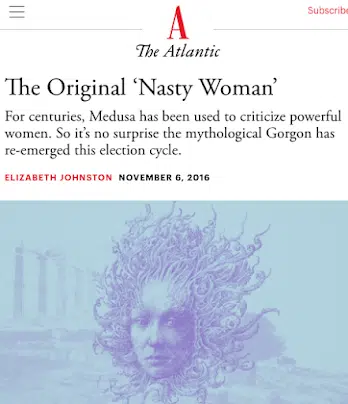 Subscribe
A
The Atlantic
The Original ‘Nasty Woman’
For centuries, Medusa has been used to criticize powerful
women. So it’s no surprise the mythological Gorgon has
re-emerged this election cycle.
ELIZABETH JOHNSTON NOVEMBER 6, 2016